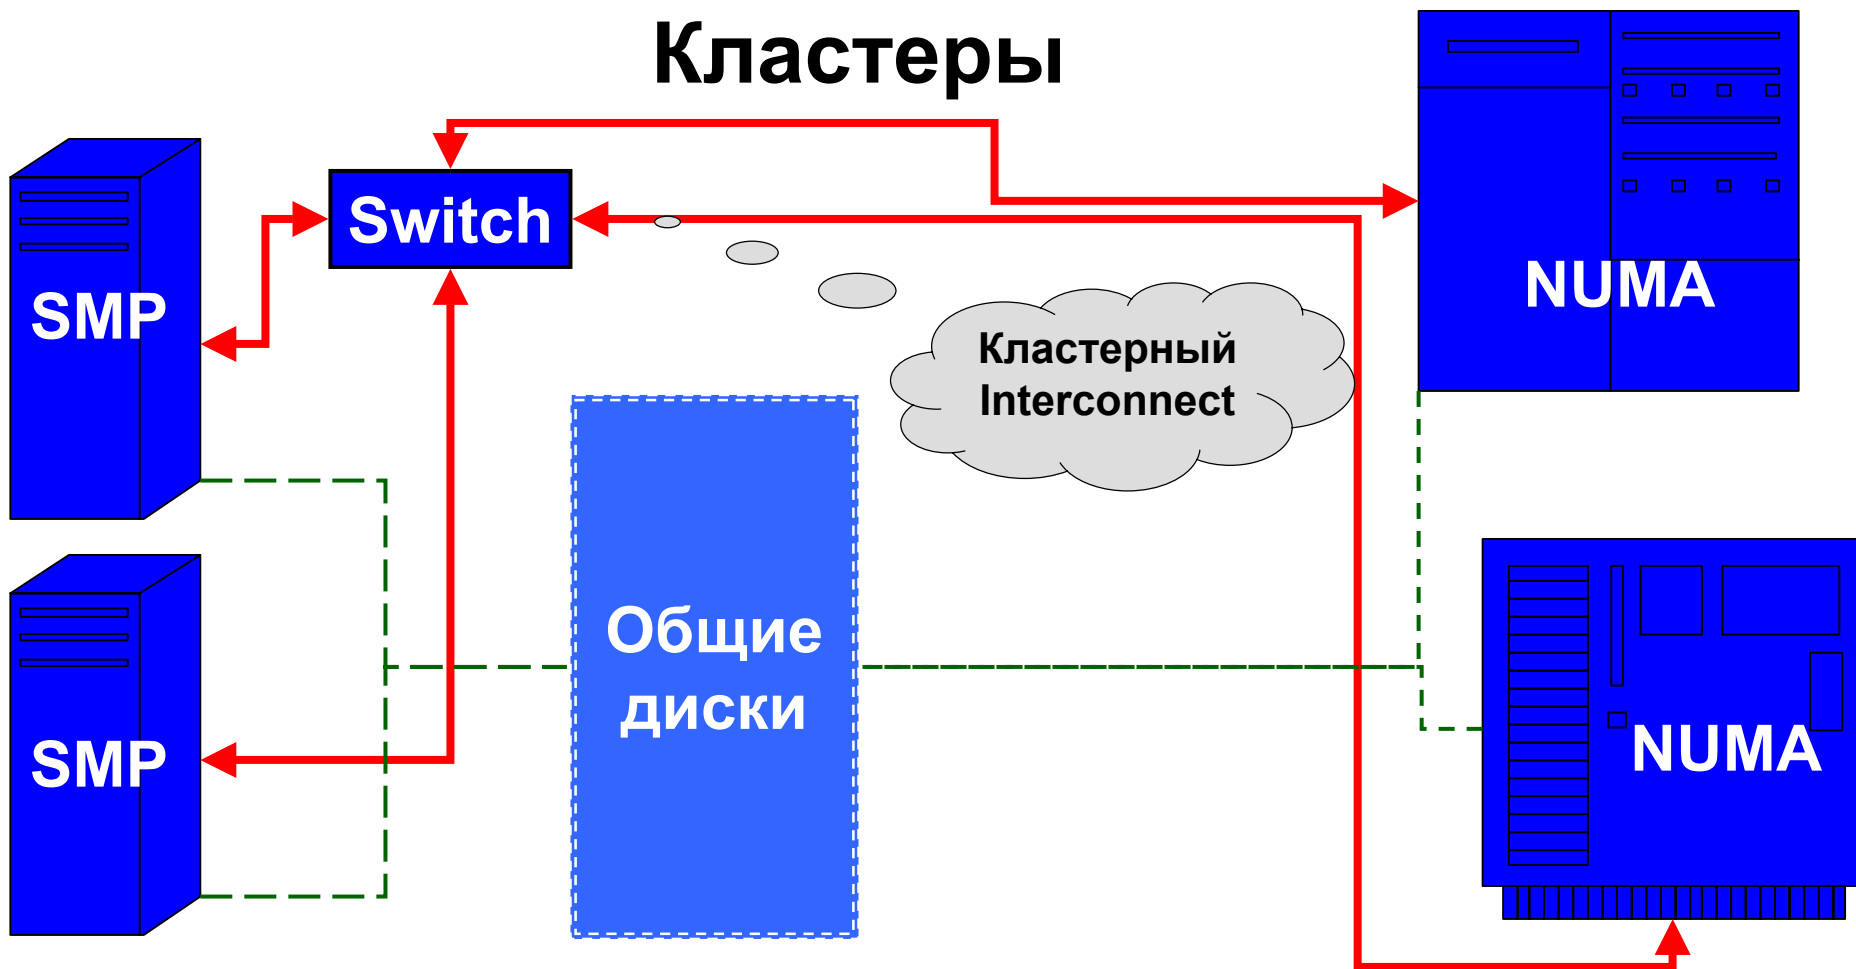 Кластеры
Switch
SMP
NUMA
Кластерный
Interconnect
Общие
диски
SMP
NUMA